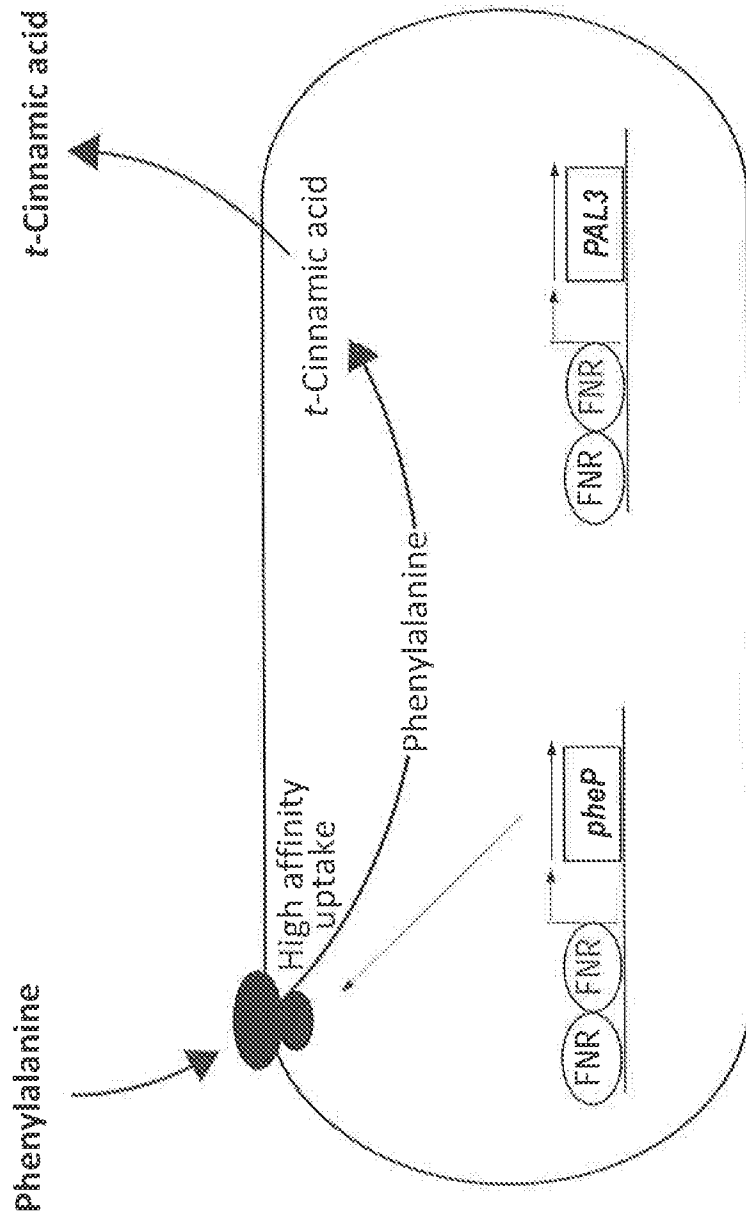 Phenylalanine
t-Cinnamic acid
High affinity
uptake
t-Cinnamic acid
Phenylalanine
FNR FNR pheP
FNR FNR PAL3